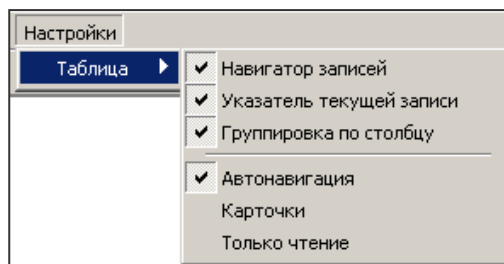 Настройки
Таблица
Навигатор записей
Указатель текущей записи
Группировка по столбцу
Автонавигация
Карточки
Только чтение